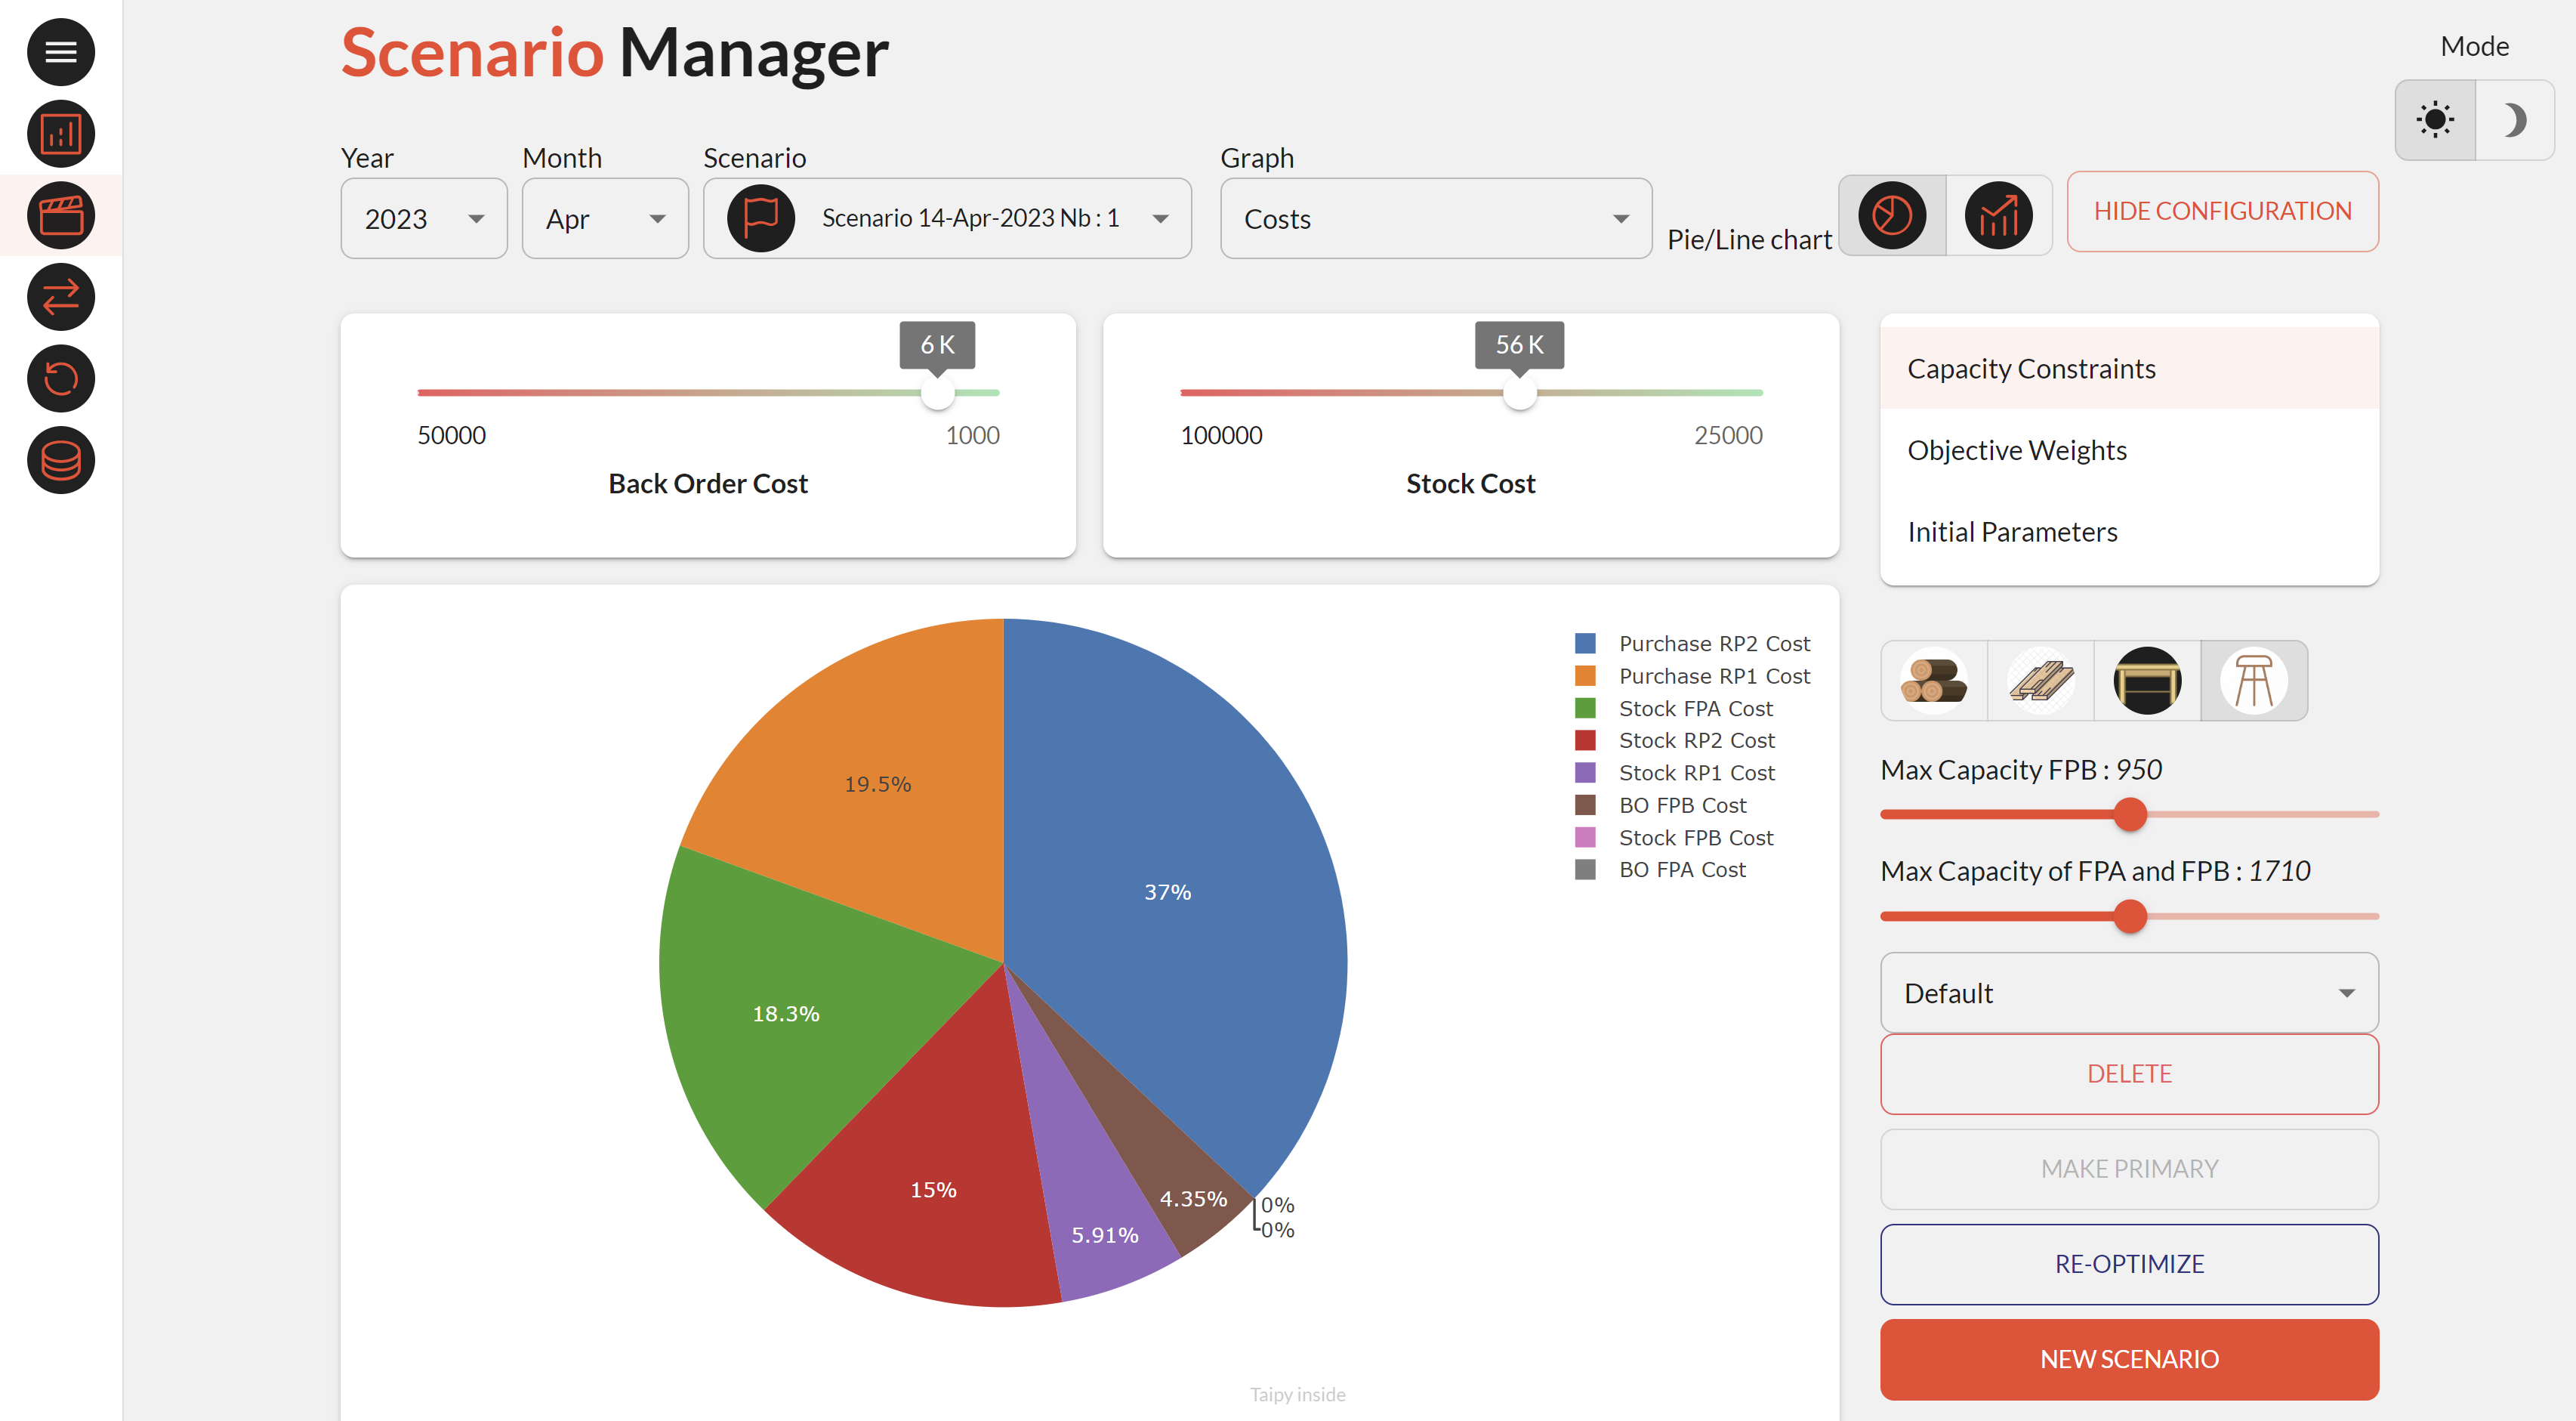 Scenario Manager
Mode
Year
Month
Scenario
Graph
2023
Apr
Scenario 14-Apr-2023 Nb : 1
Costs
Pie/Line chart
HIDE CONFIGURATION
6 K
50000
1000
Back Order Cost
56 K
100000
25000
Stock Cost
Capacity Constraints
Objective Weights
Initial Parameters
Purchase RP2 Cost
Purchase RP1 Cost
Stock FPA Cost
Stock RP2 Cost
Stock RP1 Cost
BO FPB Cost
Stock FPB Cost
BO FPA Cost
19.5%
37%
18.3%
15%
5.91%
4.35%
0%
0%
Max Capacity FPB : 950
Max Capacity of FPA and FPB : 1710
Default
DELETE
MAKE PRIMARY
RE-OPTIMIZE
NEW SCENARIO
Taipy inside